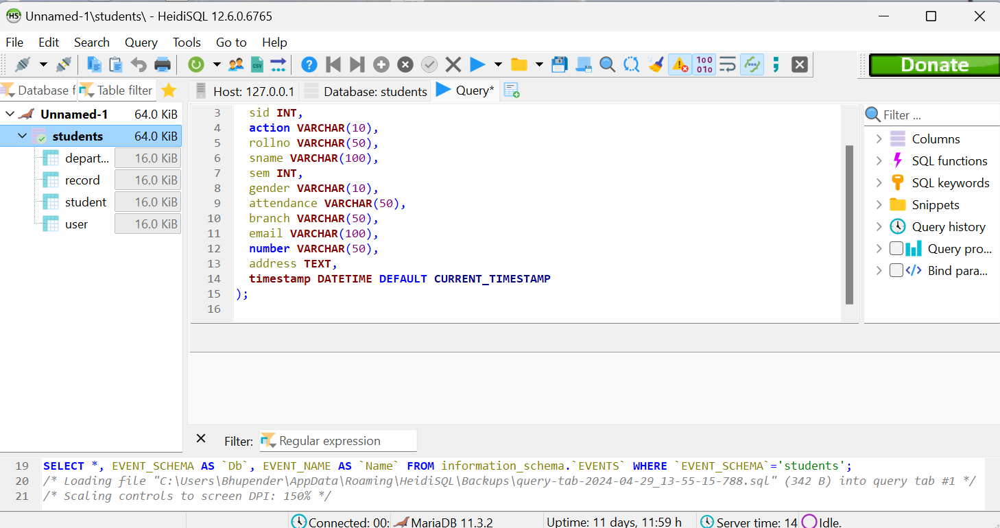 Unnamed-1\students\ - HeidiSQL 12.6.0.6765
File Edit Search Query Tools Go to Help
Donate
Database f Table filter Host: 127.0.0.1 Database: students Query*
Unnamed-1 64.0 KiB
students 64.0 KiB
depart... 16.0 KiB
record 16.0 KiB
student 16.0 KiB
user 16.0 KiB
3 sid INT,
4 action VARCHAR(10),
5 rollno VARCHAR(50),
6 sname VARCHAR(100),
7 sem INT,
8 gender VARCHAR(10),
9 attendance VARCHAR(50),
10 branch VARCHAR(50),
11 email VARCHAR(100),
12 number VARCHAR(50),
13 address TEXT,
14 timestamp DATETIME DEFAULT CURRENT_TIMESTAMP
15 );
16
Filter ...
Columns
SQL functions
SQL keywords
Snippets
Query history
Query pro...
Bind para...
Filter: Regular expression
19 SELECT *, EVENT_SCHEMA AS `Db`, EVENT_NAME AS `Name` FROM information_schema.`EVENTS` WHERE `EVENT_SCHEMA`='students';
20 /* Loading file "C:\Users\Bhupender\AppData\Roaming\HeidiSQL\Backups\query-tab-2024-04-29_13-55-15-788.sql" (342 B) into query tab #1 */
21 /* Scaling controls to screen DPI: 150% */
Connected: 00: MariaDB 11.3.2 Uptime: 11 days, 11:59 h Server time: 14 Idle.